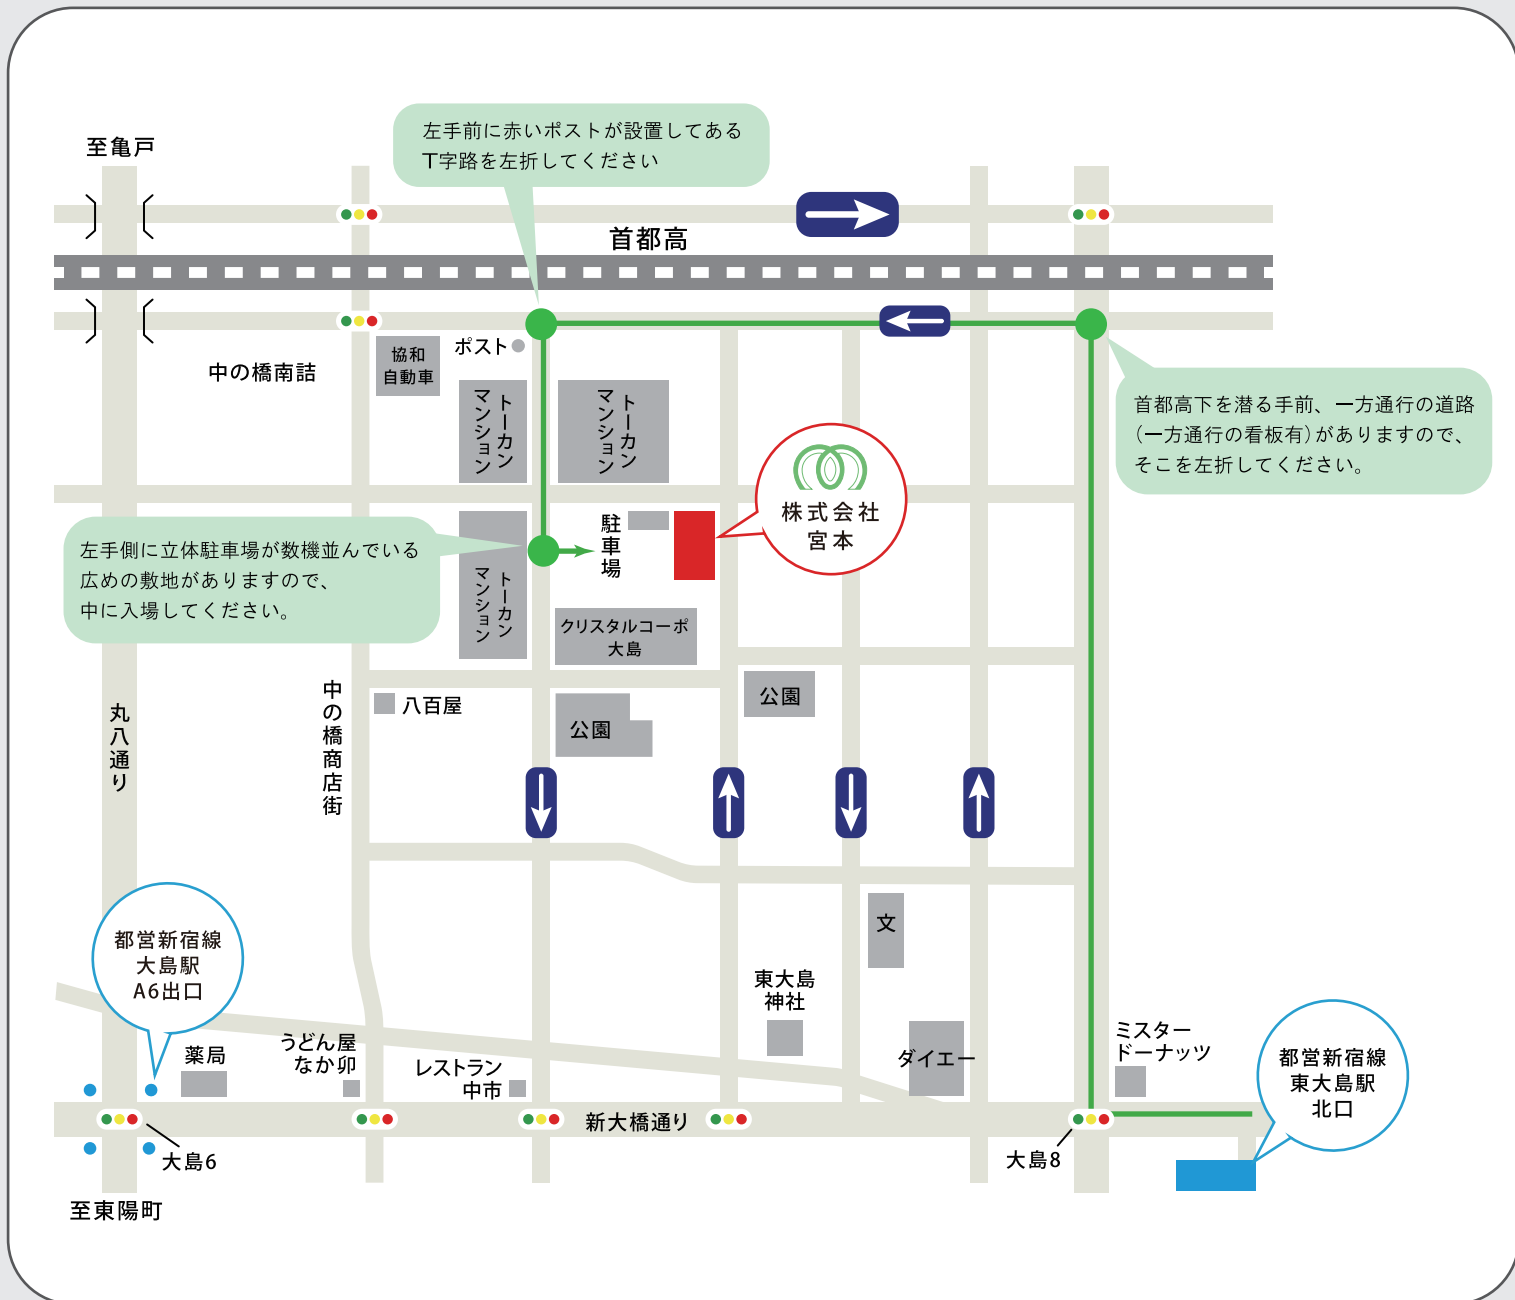 左手前に赤いポストが設置してある
T字路を左折してください
至亀戸
首都高
ポスト
協和
自動車
中の橋南詰
トーカン
マンション
トーカン
マンション
首都高下を潜る手前、一方通行の道路
（一方通行の看板有）がありますので、
そこを左折してください。
株式会社
宮本
駐車場
左手側に立体駐車場が数機並んでいる
広めの敷地がありますので、
中に入場してください。
トーカン
マンション
クリスタルコーポ
大島
公園
八百屋
公園
中の橋商店街
丸八通り
文
都営新宿線
大島駅
A6出口
東大島
神社
ミスター
ドーナッツ
うどん屋
なか卯
薬局
レストラン
中市
ダイエー
都営新宿線
東大島駅
北口
新大橋通り
大島6
大島8
至東陽町